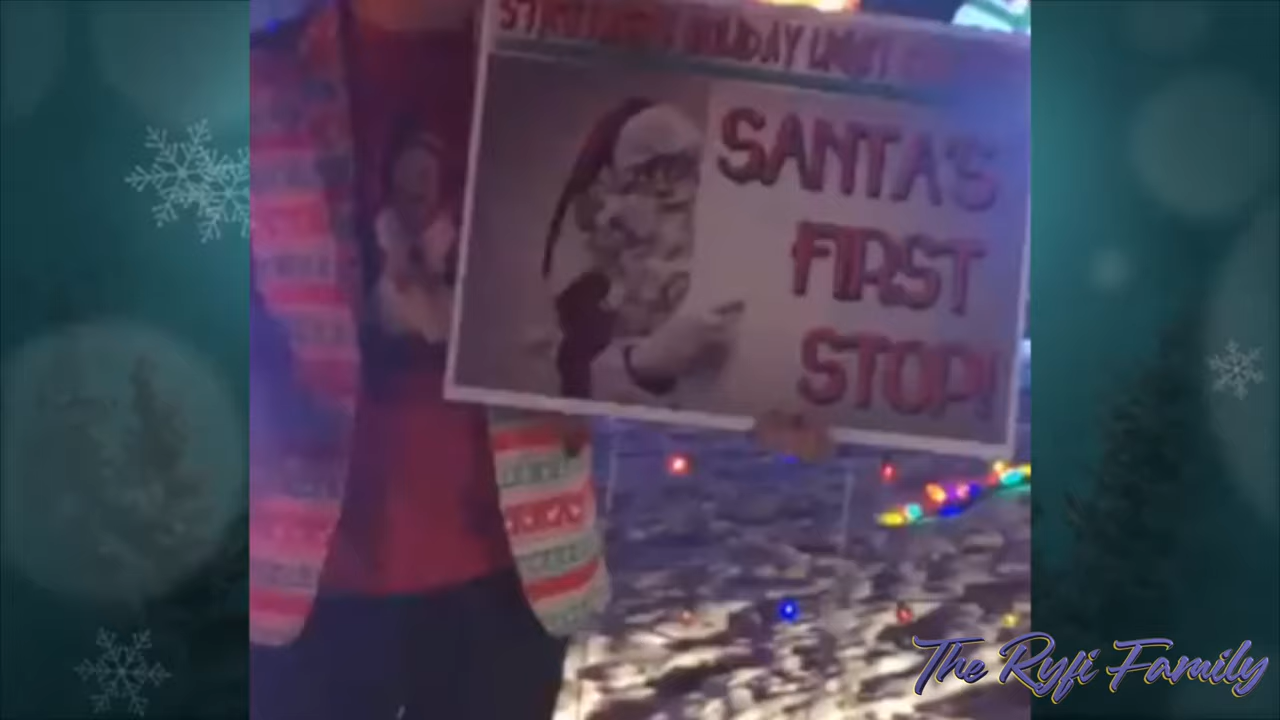 HOLIDAY LIGHT
SANTA'S
FIRST
STOP!
The Ryfi Family